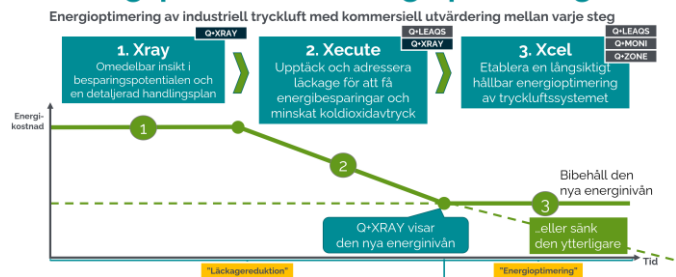 Energioptimering av industriell tryckluft med kommersiell utvärdering mellan varje steg
Q+XRAY
1. Xray
Omedelbar insikt i
besparingspotentialen och
en detaljerad handlingsplan
Q+LEAQS
Q+XRAY
2. Xecute
Upptäck och adressera
läckage för att få
energibesparingar och
minskat koldioxidavtryck
Q+LEAQS
Q+MONI
Q+ZONE
3. Xcel
Etablera en långsiktigt
hållbar energioptimering
av tryckluftssystemet
Energi-
kostnad
1
2
3
Bibehåll den
nya energinivån
Q+XRAY visar
den nya energinivån
...eller sänk
den ytterligare
Tid
"Läckagereduktion"
"Energioptimering"